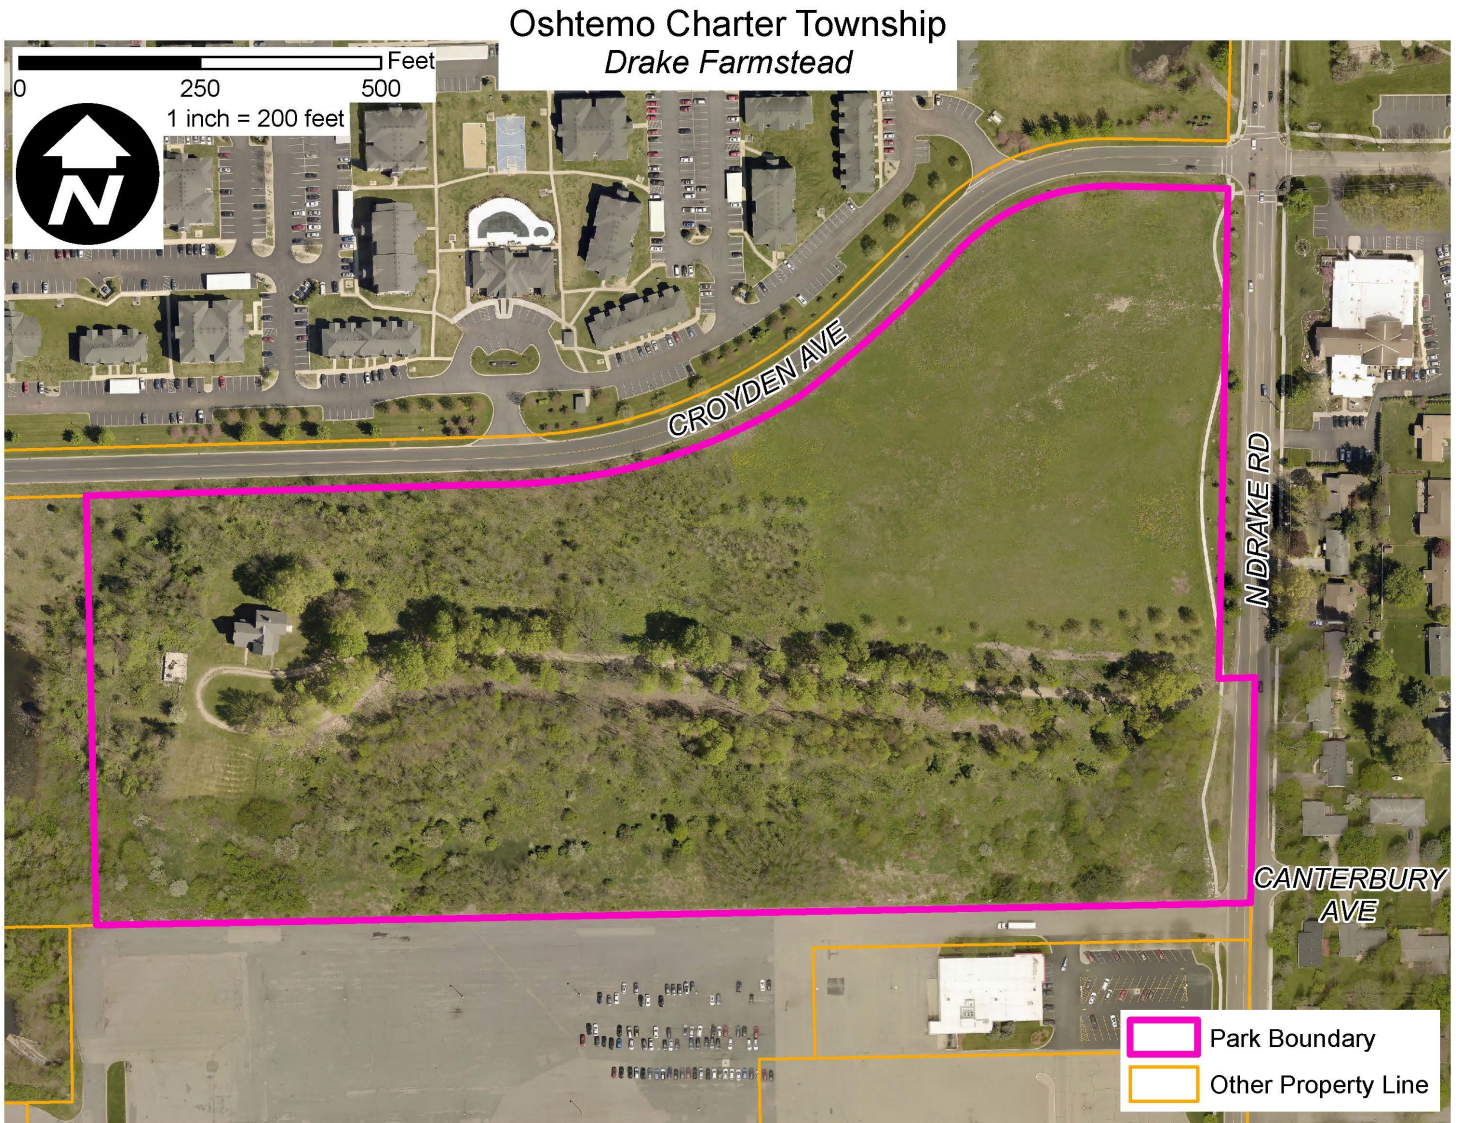 Oshtemo Charter Township
Drake Farmstead
Feet
0 250 500
1 inch = 200 feet
N
CROYDEN AVE
N DRAKE RD
CANTERBURY
AVE
Park Boundary
Other Property Line